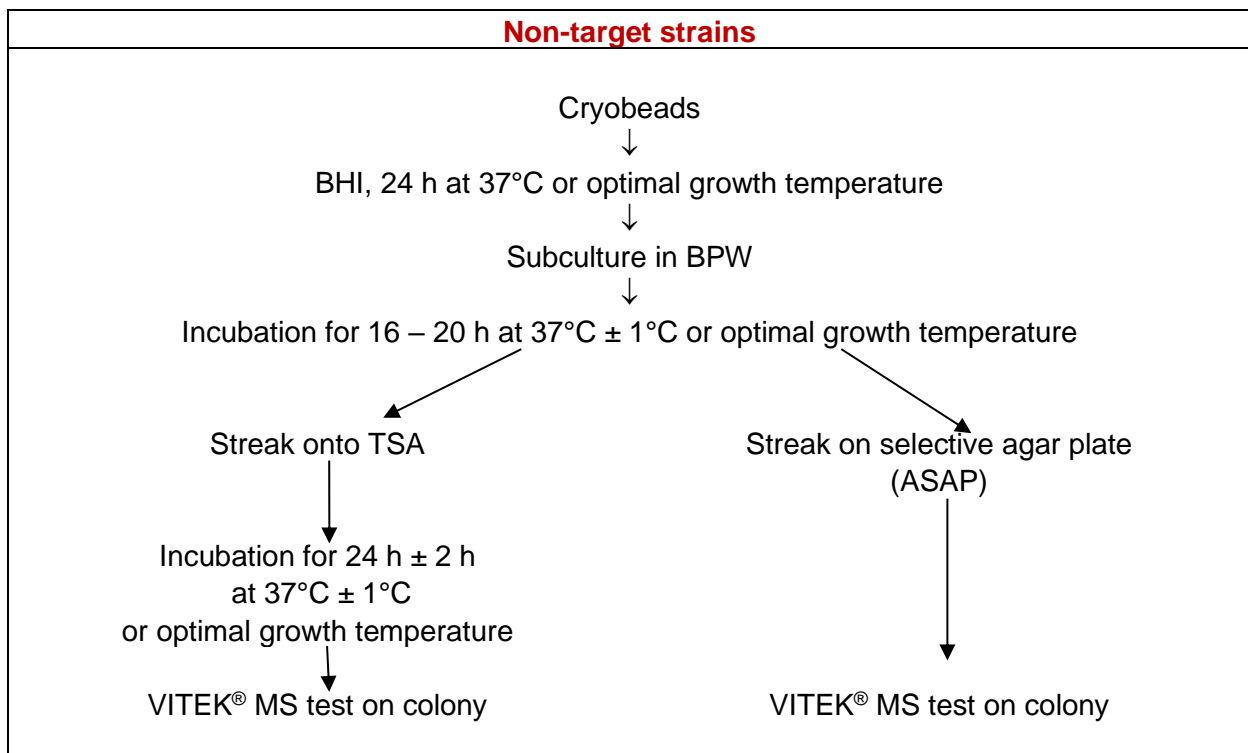 Non-target strains
Cryobeads
↓
BHI, 24 h at 37°C or optimal growth temperature
↓
Subculture in BPW
↓
Incubation for 16 – 20 h at 37°C ± 1°C or optimal growth temperature
Streak onto TSA
Incubation for 24 h ± 2 h
at 37°C ± 1°C
or optimal growth temperature
VITEK® MS test on colony
Streak on selective agar plate
(ASAP)
VITEK® MS test on colony